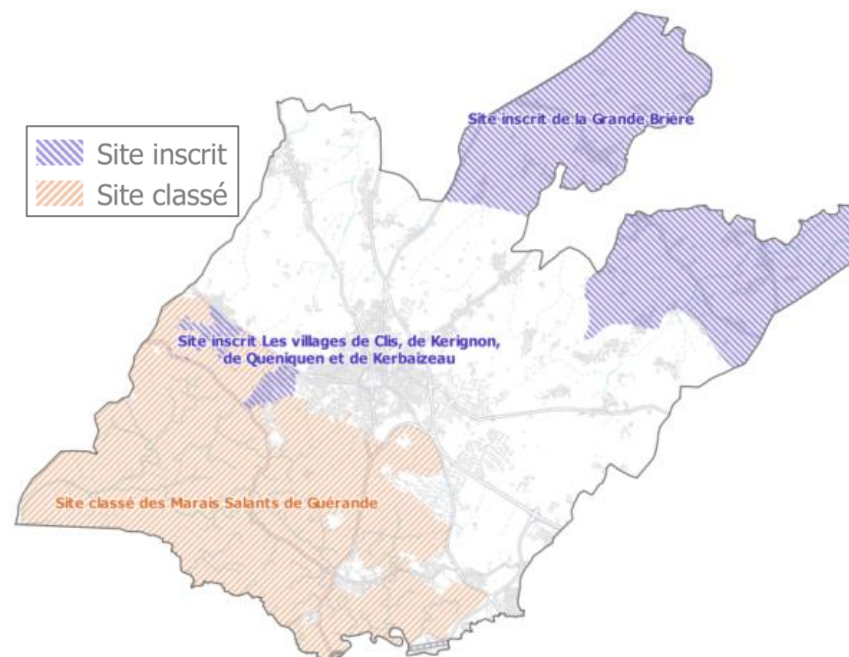 Site inscrit de la Grande Brière
Site inscrit
Site classé
Site inscrit Les villages de Clis, de Kerignon,
de Queniquen et de Kerbaizeau
Site classé des Marais Salants de Guérande